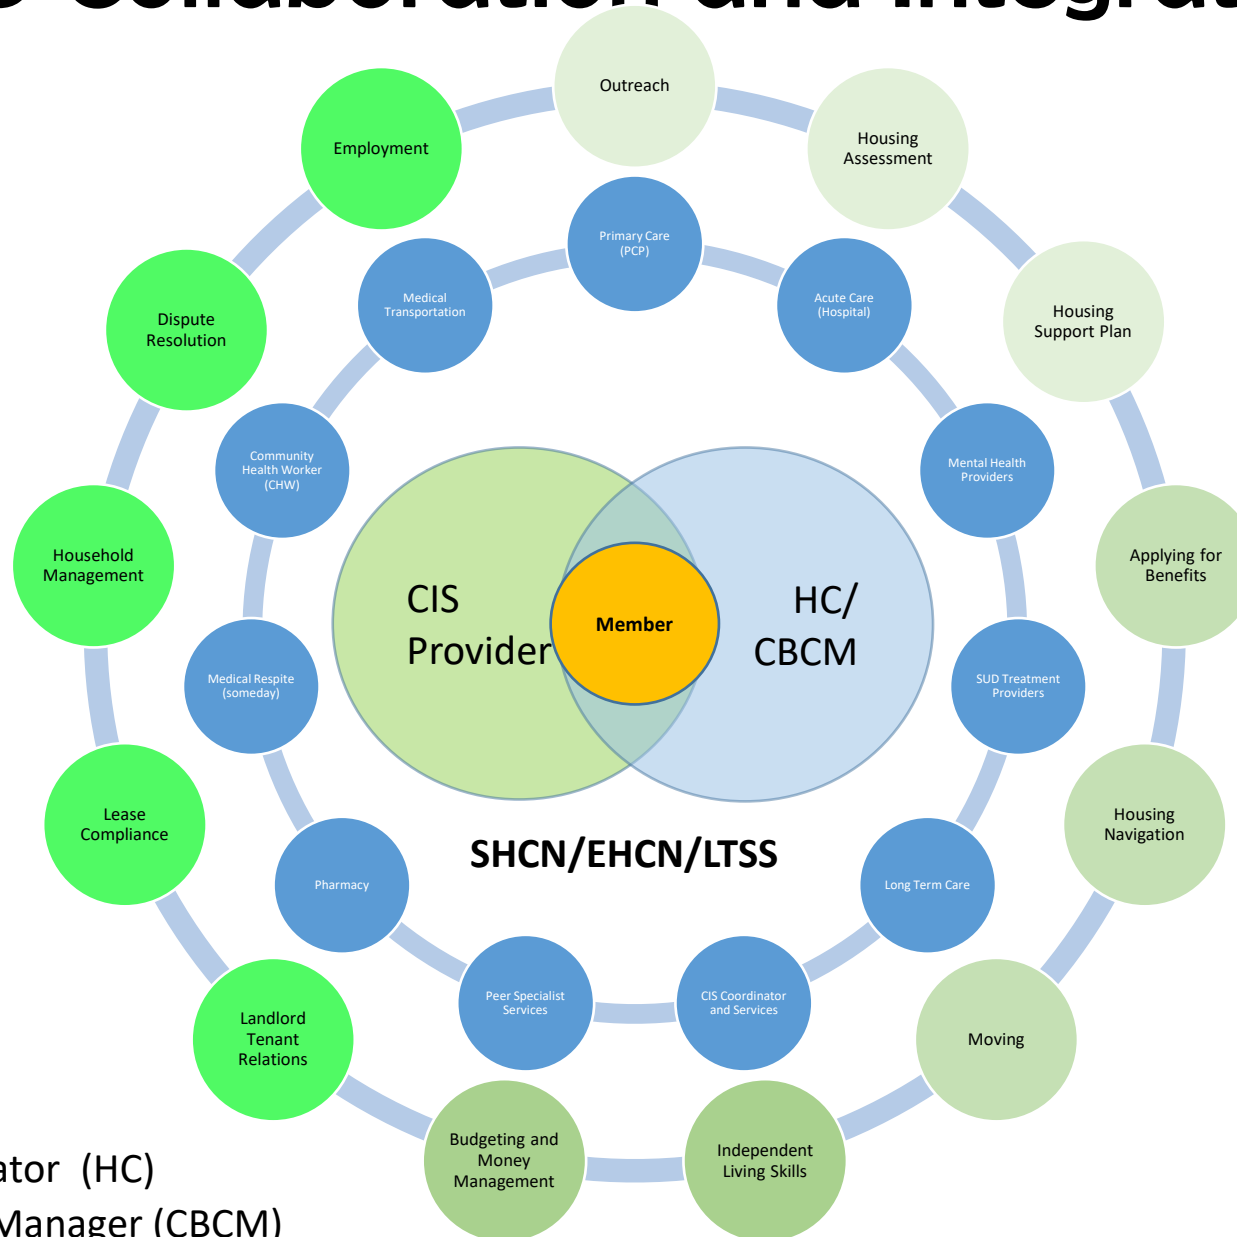 Collaboration and Integrat
Outreach
Employment
Housing
Assessment
Primary Care
(PCP)
Medical
Transportation
Acute Care
(Hospital)
Housing
Support Plan
Dispute
Resolution
Community
Health Worker
(CHW)
Mental Health
Providers
Household
Management
Applying for
Benefits
CIS
Provider
Member
HC/
CBCM
Medical Respite
(someday)
SUD Treatment
Providers
Lease
Compliance
Housing
Navigation
SHCN/EHCN/LTSS
Pharmacy
Long Term Care
Peer Specialist
Services
CIS Coordinator
and Services
Landlord
Tenant
Relations
Moving
Budgeting and
Money
Management
Independent
Living Skills
ator (HC)
Manager (CBCM)